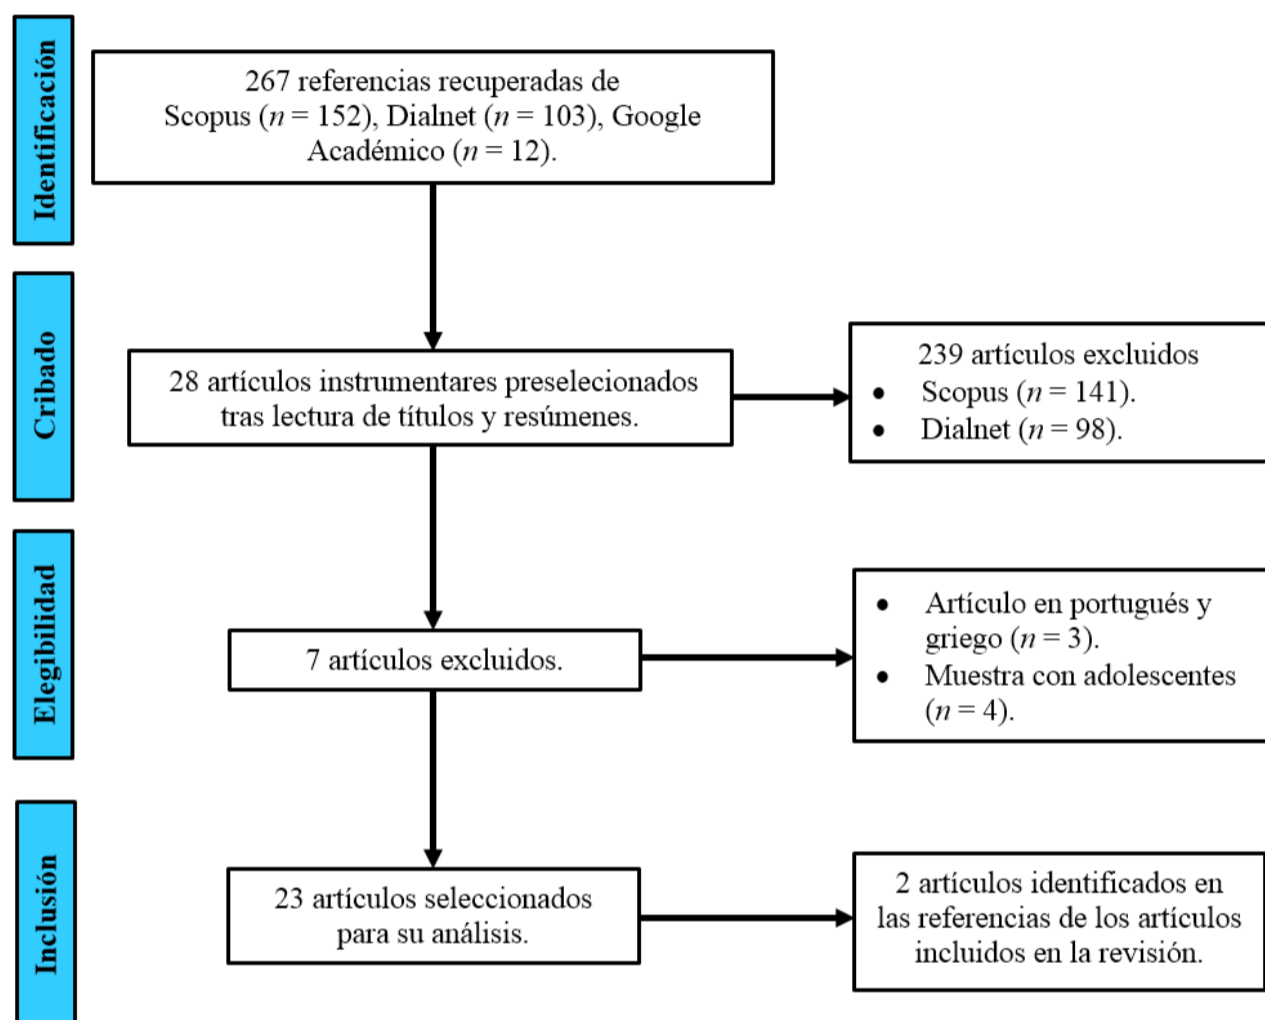 Identificación
267 referencias recuperadas de
Scopus (n = 152), Dialnet (n = 103), Google
Académico (n = 12).
Cribado
28 artículos instrumentares preselecionados
tras lectura de títulos y resúmenes.
239 artículos excluidos
● Scopus (n = 141).
● Dialnet (n = 98).
Elegibilidad
7 artículos excluidos.
● Artículo en portugués y
griego (n = 3).
● Muestra con adolescentes
(n = 4).
Inclusión
23 artículos seleccionados
para su análisis.
2 artículos identificados en
las referencias de los artículos
incluidos en la revisión.